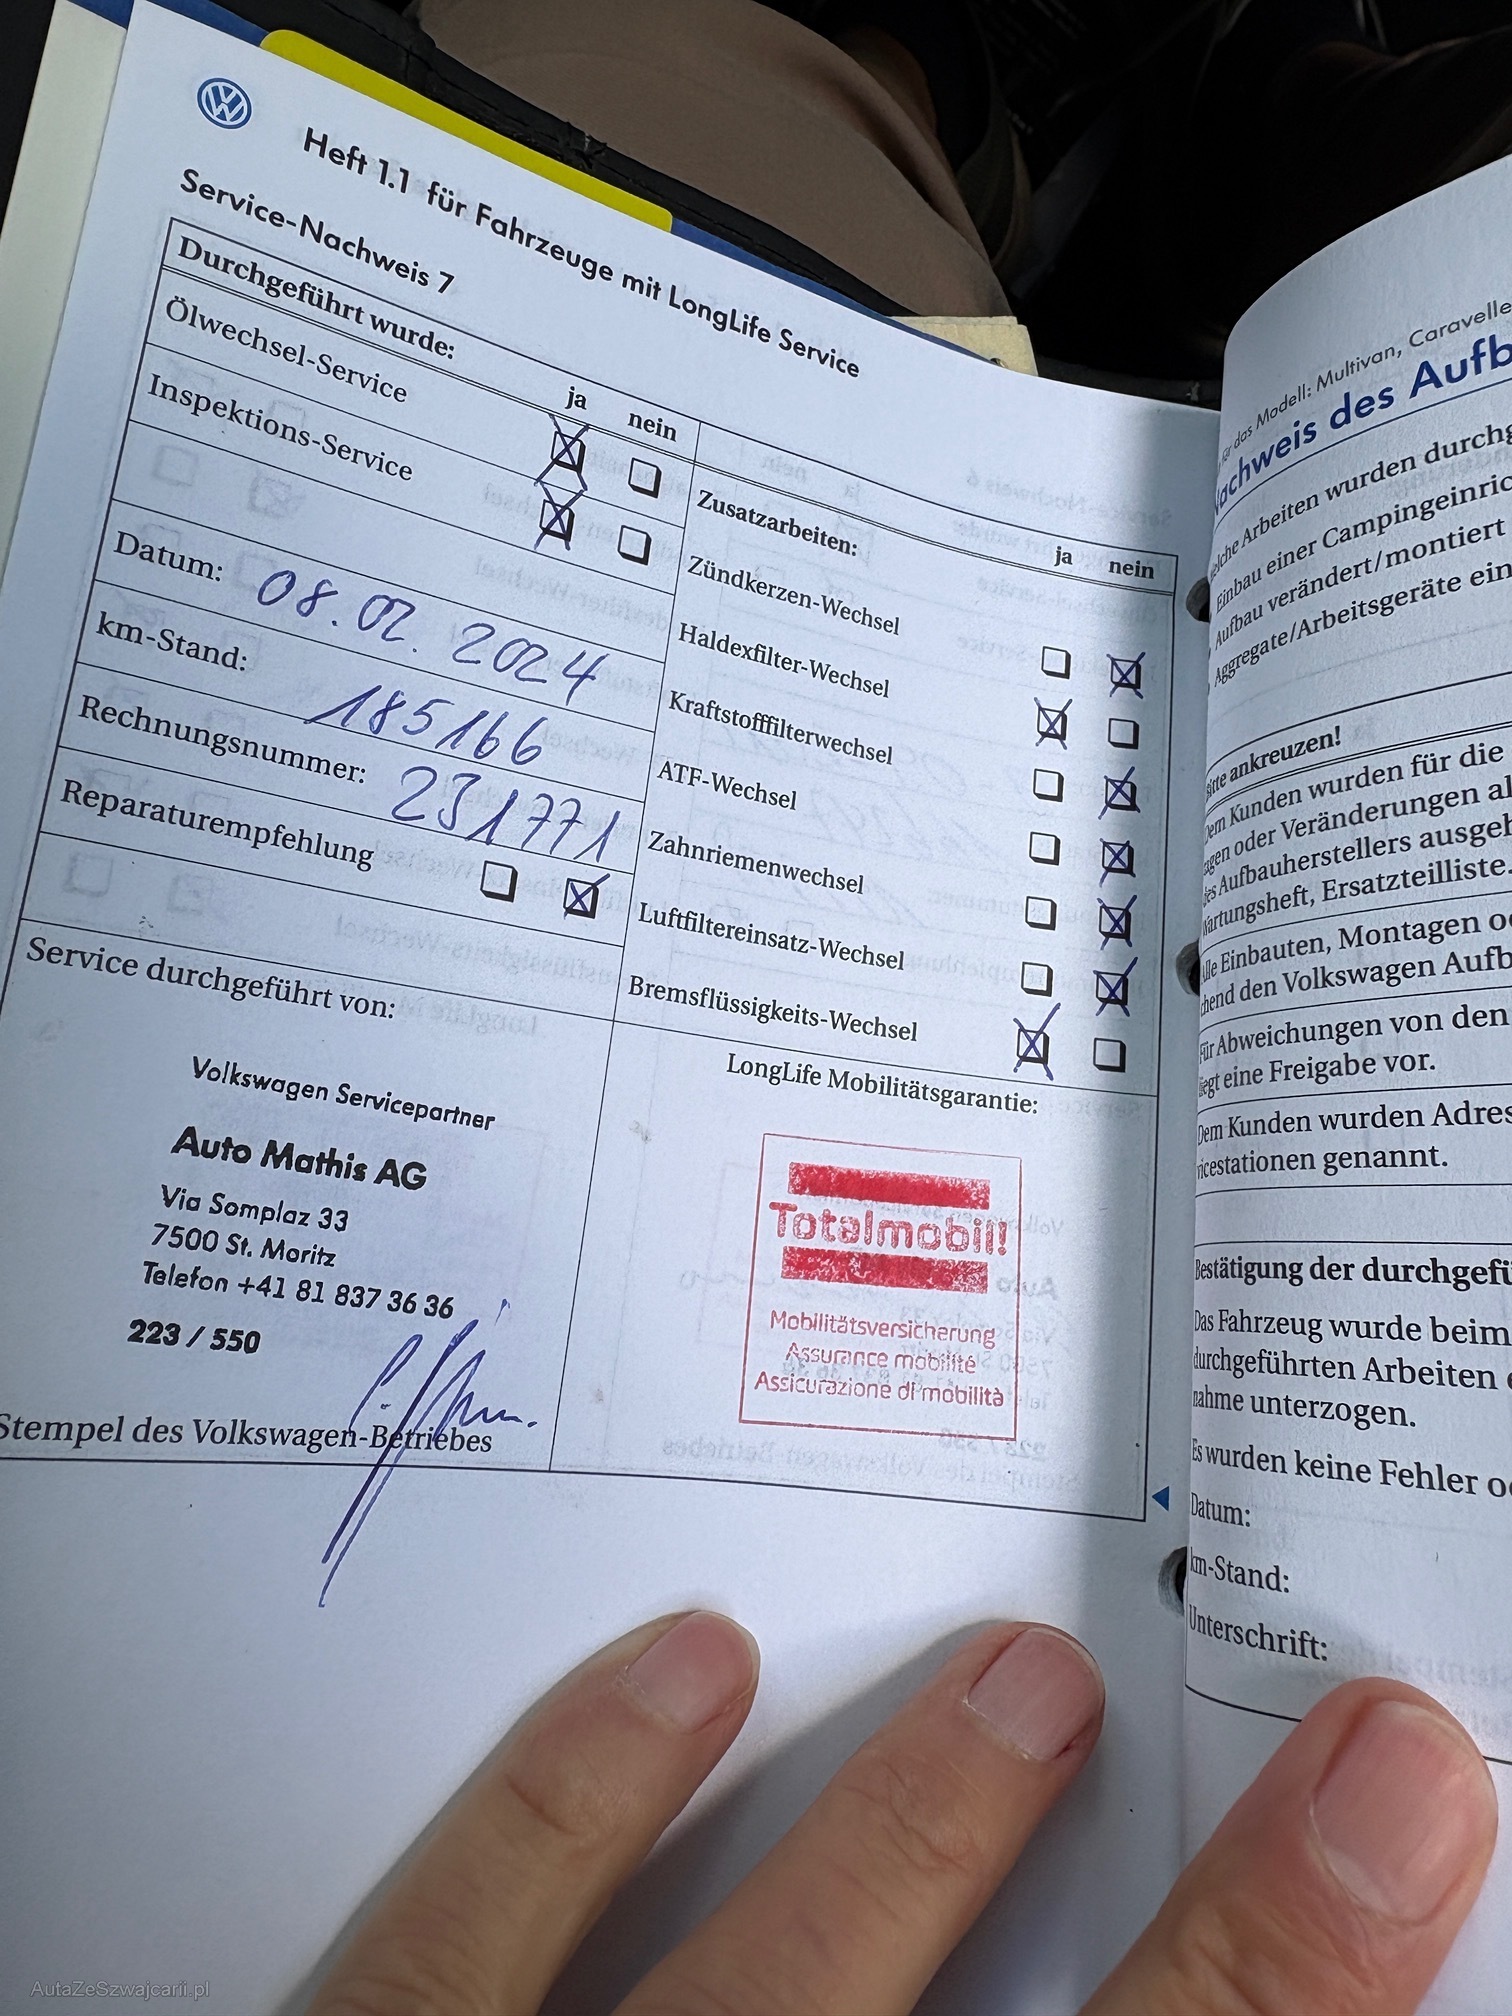 Heft 1.1 für Fahrzeuge mit LongLife Service
Service-Nachweis 7
Durchgeführt wurde:
ja nein
Ölwechsel-Service
Inspektions-Service
Datum: 08.02.2024
km-Stand: 185166
Rechnungsnummer: 231771
Reparaturempfehlung
Zusatzarbeiten:
ja nein
Zündkerzen-Wechsel
Haldexfilter-Wechsel
Kraftstofffilterwechsel
ATF-Wechsel
Zahnriemenwechsel
Luftfiltereinsatz-Wechsel
Bremsflüssigkeits-Wechsel
Service durchgeführt von:
Volkswagen Servicepartner
Auto Mathis AG
Via Somplaz 33
7500 St. Moritz
Telefon +41 81 837 36 36
223 / 550
Stempel des Volkswagen-Betriebes
LongLife Mobilitätsgarantie:
Totalmobil!
Mobilitätsversicherung
Assurance mobilité
Assicurazione di mobilità
für das Modell: Multivan, Caravelle
des Aufb
Arbeiten wurden durchg
Einbau einer Campingeinric
Aufbau verändert/montiert
Aggregate/Arbeitsgeräte ein
ankreuzen!
Dem Kunden wurden für die
oder Veränderungen al
des Aufbauherstellers ausgeh
Wartungsheft, Ersatzteilliste.
Alle Einbauten, Montagen o
den Volkswagen Aufb
Für Abweichungen von den
liegt eine Freigabe vor.
Dem Kunden wurden Adres
genannt.
Bestätigung der durchgefü
Das Fahrzeug wurde beim
durchgeführten Arbeiten
nahme unterzogen.
Es wurden keine Fehler o
Datum:
km-Stand:
Unterschrift:
AutaZeSzwajcarii.pl